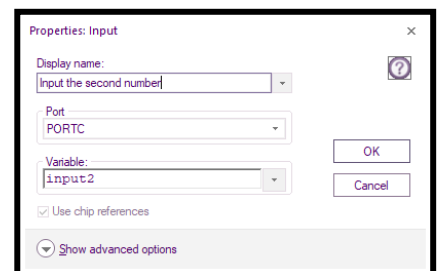 Properties: Input
Display name:
Input the second number
Port
PORTC
OK
Variable:
input2
Cancel
Use chip references
Show advanced options